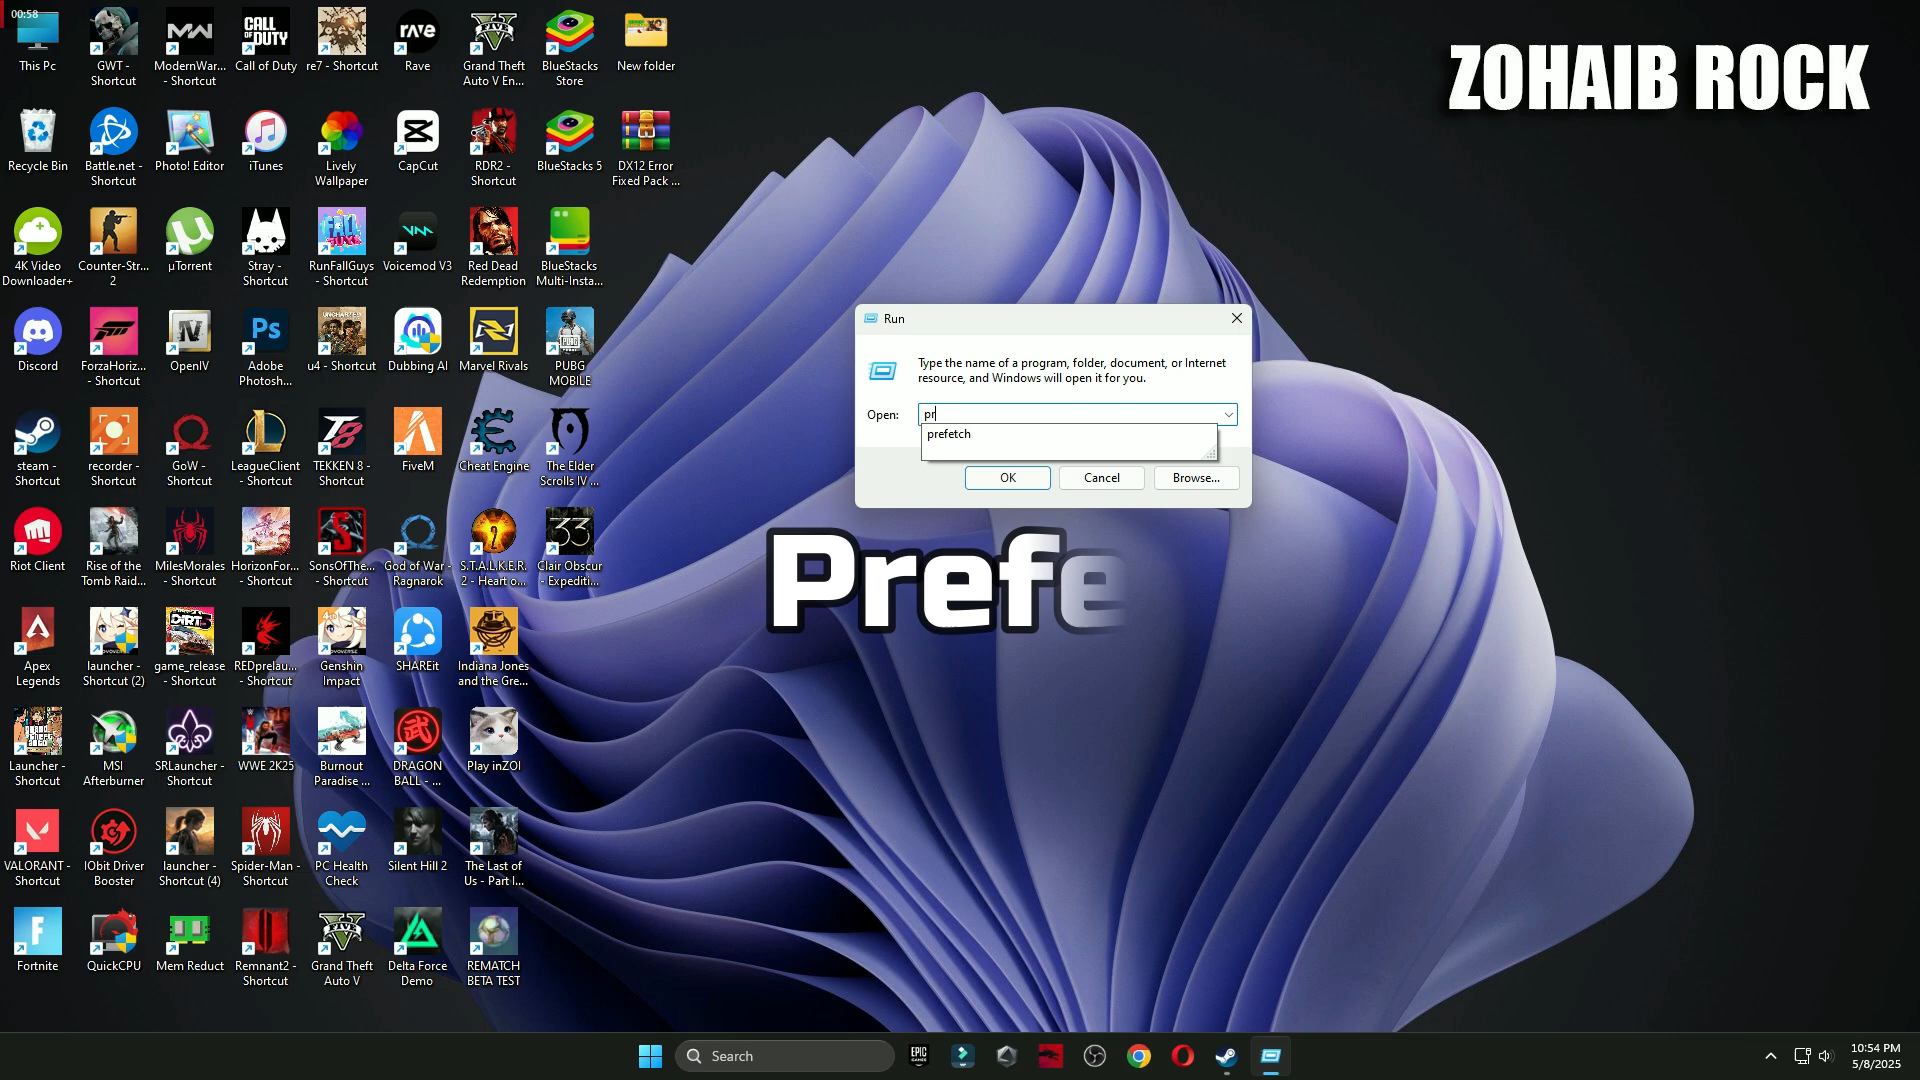 00:58
ZOHAIB ROCK
This Pc
GWT - Shortcut
ModernWar... - Shortcut
Call of Duty
re7 - Shortcut
Rave
Grand Theft Auto V En...
BlueStacks Store
New folder
Recycle Bin
Battle.net - Shortcut
Photo! Editor
iTunes
Lively Wallpaper
CapCut
RDR2 - Shortcut
BlueStacks 5
DX12 Error Fixed Pack ...
4K Video Downloader+
Counter-Str... 2
µTorrent
Stray - Shortcut
RunFallGuys - Shortcut
Voicemod V3
Red Dead Redemption
BlueStacks Multi-Insta...
Discord
ForzaHoriz... - Shortcut
OpenIV
Adobe Photosh...
u4 - Shortcut
Dubbing AI
Marvel Rivals
PUBG MOBILE
steam - Shortcut
recorder - Shortcut
GoW - Shortcut
LeagueClient - Shortcut
TEKKEN 8 - Shortcut
FiveM
Cheat Engine
The Elder Scrolls IV ...
Riot Client
Rise of the Tomb Raid...
MilesMorales - Shortcut
HorizonFor... - Shortcut
SonsOfThe... - Shortcut
God of War - Ragnarok
S.T.A.L.K.E.R. 2 - Heart o...
Clair Obscur - Expediti...
Apex Legends
launcher - Shortcut (2)
game_release - Shortcut
REDprelau... - Shortcut
Genshin Impact
SHAREit
Indiana Jones and the Gre...
Launcher - Shortcut
MSI Afterburner
SRLauncher - Shortcut
WWE 2K25
Burnout Paradise ...
DRAGON BALL - ...
Play inZOI
VALORANT - Shortcut
IObit Driver Booster
launcher - Shortcut (4)
Spider-Man - Shortcut
PC Health Check
Silent Hill 2
The Last of Us - Part I...
Fortnite
QuickCPU
Mem Reduct
Remnant2 - Shortcut
Grand Theft Auto V
Delta Force Demo
REMATCH BETA TEST
Run
Type the name of a program, folder, document, or Internet
resource, and Windows will open it for you.
Open: pr
prefetch
OK Cancel Browse...
Prefe
Search
10:54 PM
5/8/2025